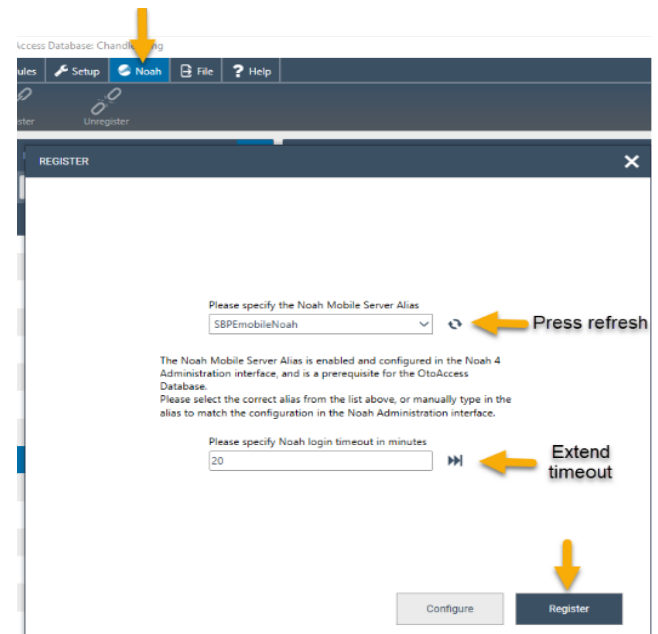 Access Database: Chand
ules Setup Noah File ? Help
ster Unregister
REGISTER
Please specify the Noah Mobile Server Alias
SBPEmobileNoah
Press refresh
The Noah Mobile Server Alias is enabled and configured in the Noah 4
Administration interface, and is a prerequisite for the OtoAccess
Database.
Please select the correct alias from the list above, or manually type in the
alias to match the configuration in the Noah Administration interface.
Please specify Noah login timeout in minutes
20
Extend
timeout
Configure Register